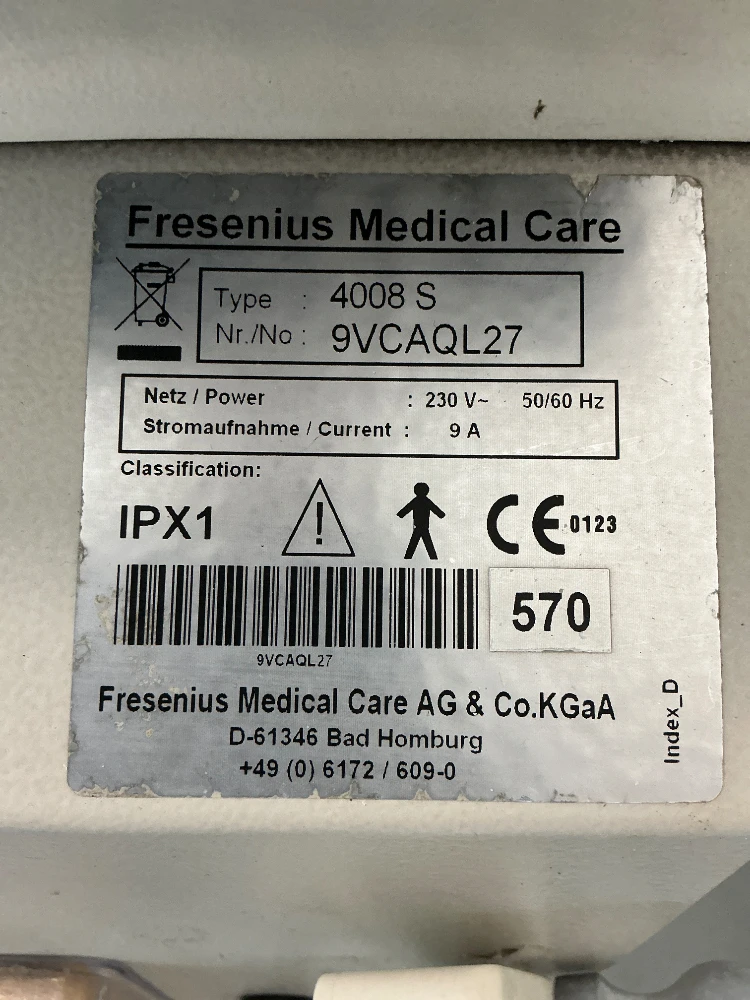 Fresenius Medical Care
Type : 4008 S
Nr./No : 9VCAQL27
Netz / Power : 230 V~ 50/60 Hz
Stromaufnahme / Current : 9 A
Classification:
IPX1
! CE 0123
570
9VCAQL27
Fresenius Medical Care AG & Co.KGaA
D-61346 Bad Homburg
+49 (0) 6172 / 609-0
Index_D